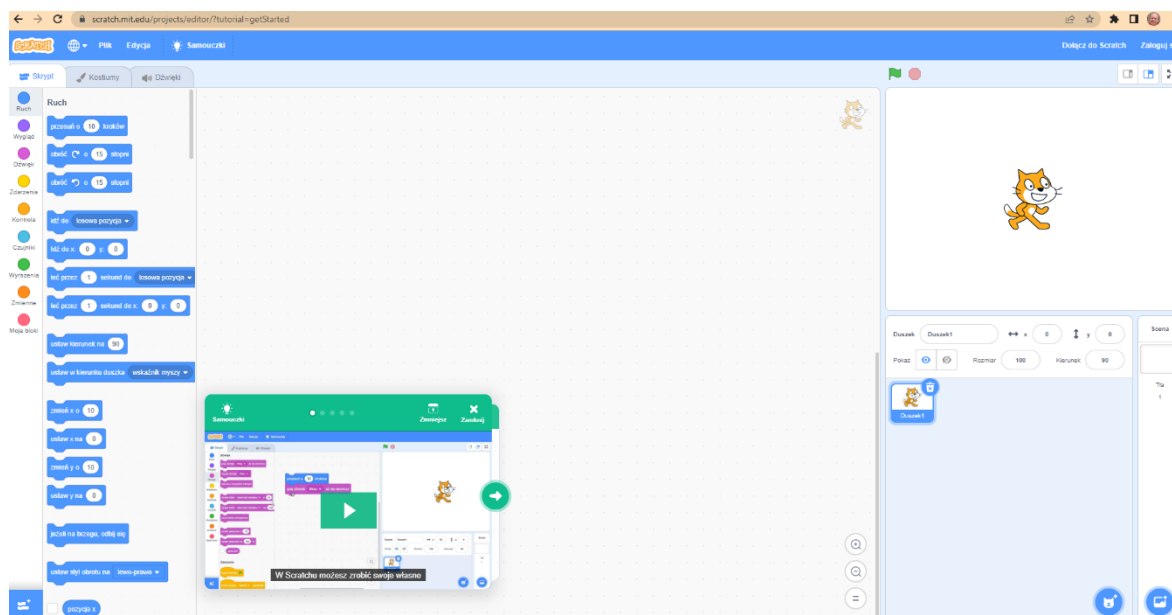 scratch.mit.edu/projects/editor/?tutorial=getStarted
SCRATCH Plik Edycja Samouczki Dołącz do Scratch Zaloguj s
Skrypt Kostiumy Dźwięki
Ruch
Wygląd
Dźwięk
Zdarzenia
Kontrola
Czujniki
Wyrażenia
Zmienne
Moje bloki
Ruch
przesuń o 10 kroków
obróć o 15 stopni
obróć o 15 stopni
idź do losowa pozycja
idź do x: 0 y: 0
leć przez 1 sekund do losowa pozycja
leć przez 1 sekund do x: 0 y: 0
ustaw kierunek na 90
ustaw w kierunku duszka wskaźnik myszy
zmień x o 10
ustaw x na 0
zmień y o 10
ustaw y na 0
jeżeli na brzegu, odbij się
ustaw styl obrotu na lewo-prawo
pozycja x
Samouczki Zmniejsz Zamknij
W Scratchu możesz zrobić swoje własne
Duszek Duszek1 x 0 y 0
Pokaż Rozmiar 100 Kierunek 90
Duszek1
Scena
Tła
1